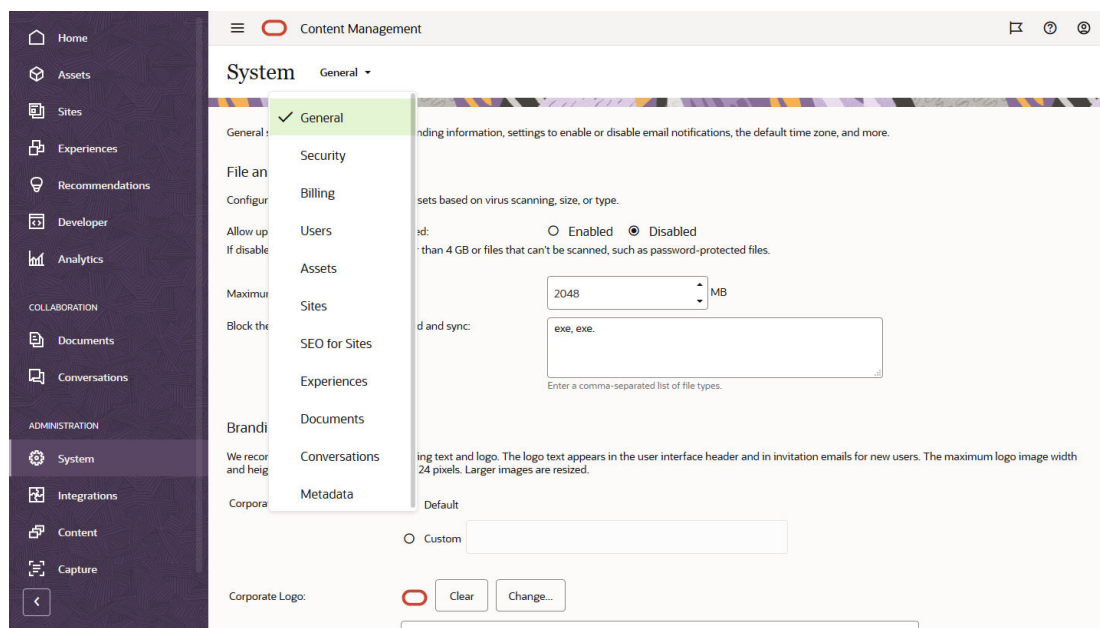 Home
Assets
Sites
Experiences
Recommendations
Developer
Analytics
COLLABORATION
Documents
Conversations
ADMINISTRATION
System
Integrations
Content
Capture
Content Management
System General
General
Security
Billing
Users
Assets
Sites
SEO for Sites
Experiences
Documents
Conversations
Metadata
General nding information, settings to enable or disable email notifications, the default time zone, and more.
File an
Configur sets based on virus scanning, size, or type.
Allow up ed: Enabled Disabled
If disable than 4 GB or files that can't be scanned, such as password-protected files.
Maximu 2048 MB
Block the d and sync: exe, exe.
Enter a comma-separated list of file types.
Brandi
We recor ing text and logo. The logo text appears in the user interface header and in invitation emails for new users. The maximum logo image width
and heig 24 pixels. Larger images are resized.
Corpora Default
Custom
Corporate Logo: Clear Change...